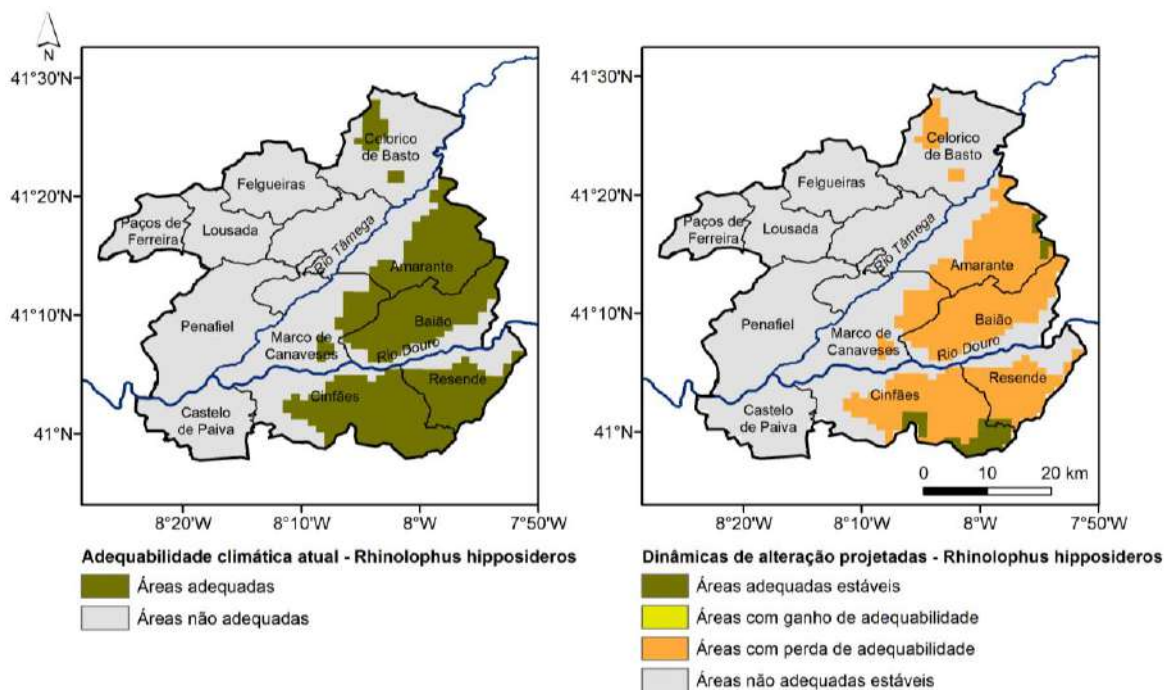 N
41°30'N
41°20'N
41°10'N
41°N
Celorico
de Basto
Felgueiras
Paços de
Ferreira
Lousada
Rio Tâmega
Amarante
Penafiel
Marco de
Canaveses
Baião
Rio Douro
Resende
Cinfães
Castelo
de Paiva
8°20'W
8°10'W
8°W
7°50'W
Adequabilidade climática atual - Rhinolophus hipposideros
Áreas adequadas
Áreas não adequadas
41°30'N
41°20'N
41°10'N
41°N
Celorico
de Basto
Felgueiras
Paços de
Ferreira
Lousada
Rio Tâmega
Amarante
Penafiel
Marco de
Canaveses
Baião
Rio Douro
Resende
Cinfães
Castelo
de Paiva
0 10 20 km
8°20'W
8°10'W
8°W
7°50'W
Dinâmicas de alteração projetadas - Rhinolophus hipposideros
Áreas adequadas estáveis
Áreas com ganho de adequabilidade
Áreas com perda de adequabilidade
Áreas não adequadas estáveis